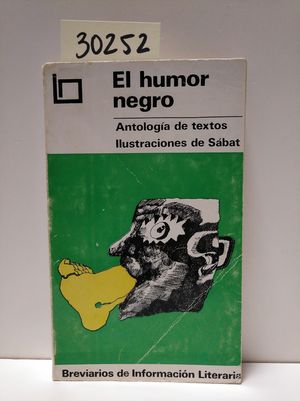 30252
El humor
negro
Antología de textos
Ilustraciones de Sábat
Breviarios de Información Literaria